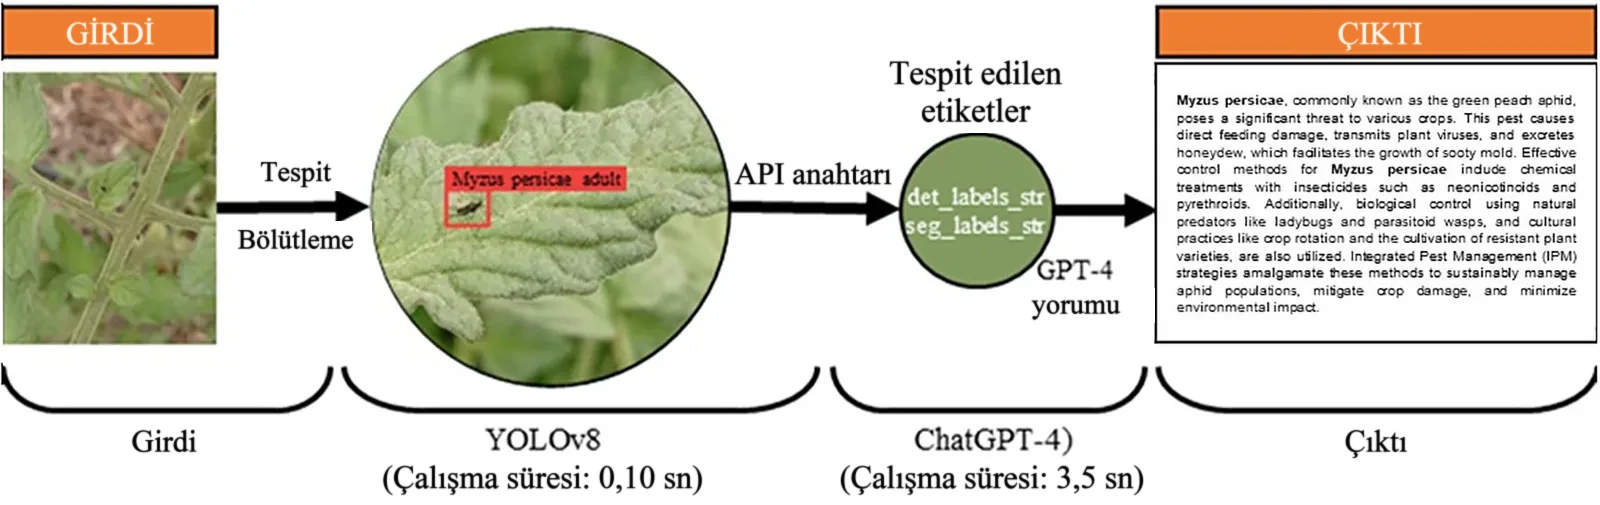 GİRDİ
ÇIKTI
Tespit
Bölütleme
Myzus persicae adult
API anahtarı
Tespit edilen
etiketler
det_labels_str
seg_labels_str
GPT-4
yorumu
Myzus persicae, commonly known as the green peach aphid,
poses a significant threat to various crops. This pest causes
direct feeding damage, transmits plant viruses, and excretes
honeydew, which facilitates the growth of sooty mold. Effective
control methods for Myzus persicae include chemical
treatments with insecticides such as neonicotinoids and
pyrethroids. Additionally, biological control using natural
predators like ladybugs and parasitoid wasps, and cultural
practices like crop rotation and the cultivation of resistant plant
varieties, are also utilized. Integrated Pest Management (IPM)
strategies amalgamate these methods to sustainably manage
aphid populations, mitigate crop damage, and minimize
environmental impact.
Girdi
YOLOv8
(Çalışma süresi: 0,10 sn)
ChatGPT-4)
(Çalışma süresi: 3,5 sn)
Çıktı